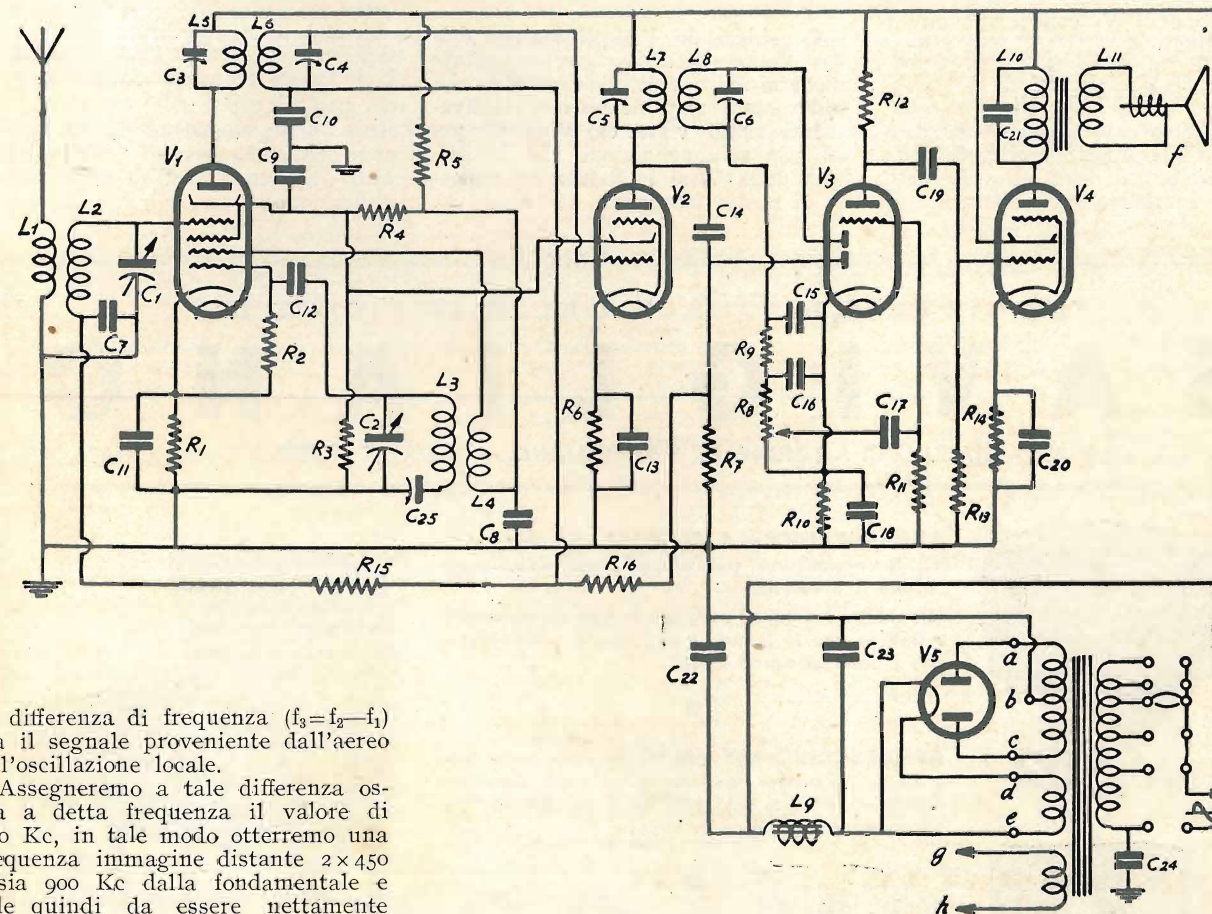 L5
L6
C3
C4
L7
L8
L10
L11
C5
C6
R12
C21
f
C10
C9
V1
R5
V2
V3
C19
V4
R4
C14
L1
L2
C1
C7
C12
R2
C15
R9
L3
C16
R8
R6
C17
R14
C11
R1
R3
C2
C13
R7
C20
L4
R11
R13
C25
C8
R10
C18
R15
R16
C22
C23
V5
a
b
c
d
e
L9
g
h
C24
differenza di frequenza (f3=f2—f1)
il segnale proveniente dall'aereo
l'oscillazione locale.
Assegneremo a tale differenza os-
a a detta frequenza il valore di
o Kc, in tale modo otterremo una
equenza immagine distante 2×450
sia 900 Kc dalla fondamentale e
le quindi da essere nettamente